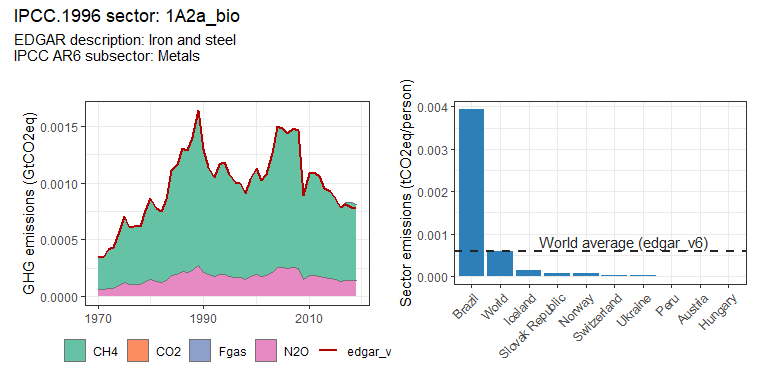 IPCC.1996 sector: 1A2a_bio
EDGAR description: Iron and steel
IPCC AR6 subsector: Metals
GHG emissions (GtCO2eq)
0.0015
0.0010
0.0005
0.0000
1970
1990
2010
CH4
CO2
Fgas
N2O
edgar_v
Sector emissions (tCO2eq/person)
0.004
0.003
0.002
0.001
0.000
World average (edgar_v6)
Brazil
World
Iceland
Slovak Republic
Norway
Switzerland
Ukraine
Peru
Austria
Hungary